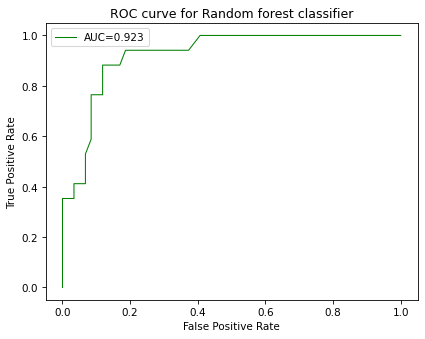 ROC curve for Random forest classifier
AUC=0.923
True Positive Rate
1.0
0.8
0.6
0.4
0.2
0.0
0.0 0.2 0.4 0.6 0.8 1.0
False Positive Rate